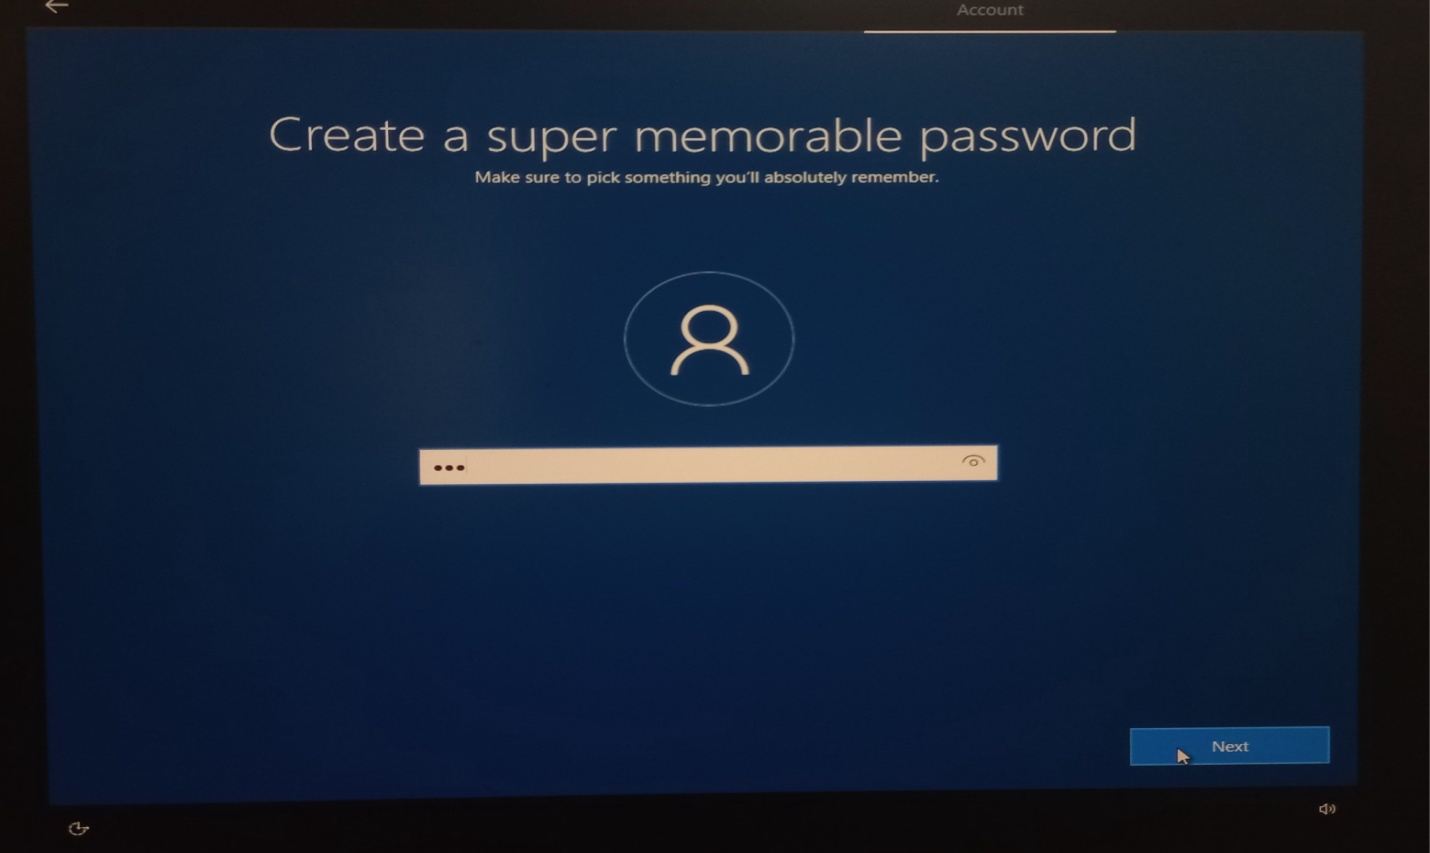 Account
Create a super memorable password
Make sure to pick something you'll absolutely remember.
•••
Next